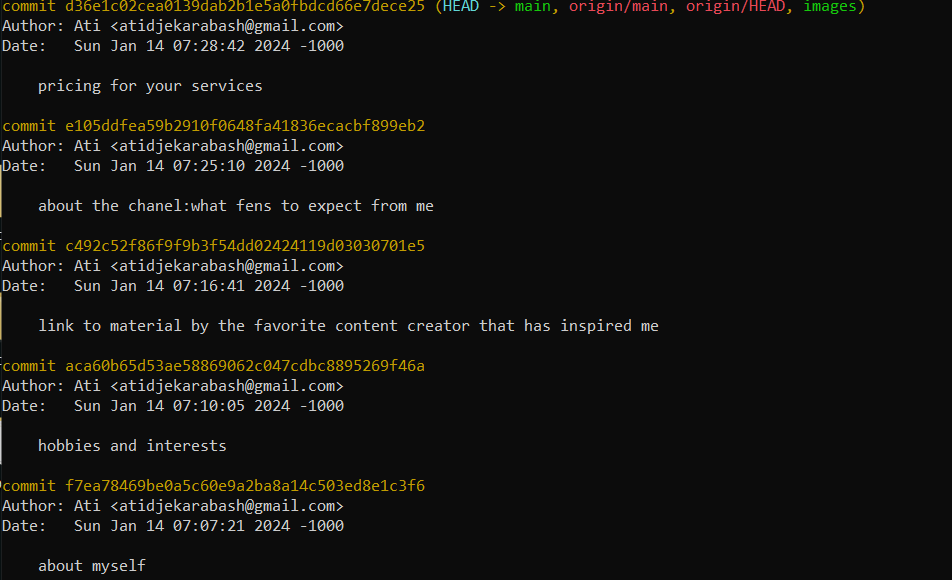 commit d36e1c02cea0139dab2b1e5a0fbdcd66e7dece25 (HEAD -> main, origin/main, origin/HEAD, images)
Author: Ati <atidjekarabash@gmail.com>
Date:   Sun Jan 14 07:28:42 2024 -1000
pricing for your services
commit e105ddfea59b2910f0648fa41836ecacbf899eb2
Author: Ati <atidjekarabash@gmail.com>
Date:   Sun Jan 14 07:25:10 2024 -1000
about the chanel:what fens to expect from me
commit c492c52f86f9f9b3f54dd02424119d03030701e5
Author: Ati <atidjekarabash@gmail.com>
Date:   Sun Jan 14 07:16:41 2024 -1000
link to material by the favorite content creator that has inspired me
commit aca60b65d53ae58869062c047cdbc8895269f46a
Author: Ati <atidjekarabash@gmail.com>
Date:   Sun Jan 14 07:10:05 2024 -1000
hobbies and interests
commit f7ea78469be0a5c60e9a2ba8a14c503ed8e1c3f6
Author: Ati <atidjekarabash@gmail.com>
Date:   Sun Jan 14 07:07:21 2024 -1000
about myself